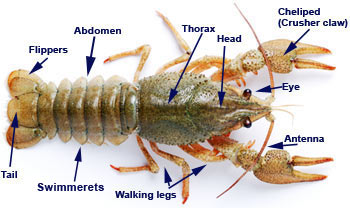 Cheliped
(Crusher claw)
Abdomen
Thorax
Head
Flippers
Eye
Antenna
Tail
Swimmerets
Walking legs